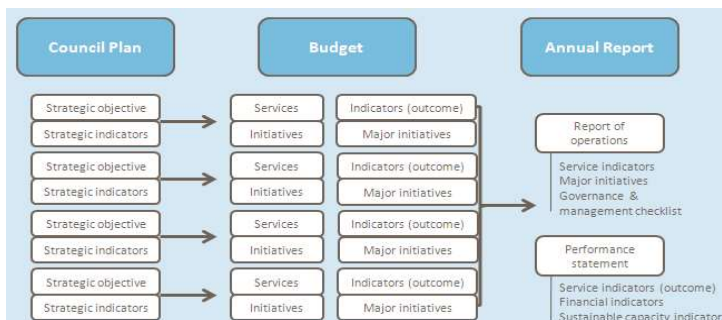 Council Plan
Budget
Annual Report
Strategic objective
Strategic indicators
Services
Initiatives
Indicators (outcome)
Major initiatives
Strategic objective
Strategic indicators
Services
Initiatives
Indicators (outcome)
Major initiatives
Strategic objective
Strategic indicators
Services
Initiatives
Indicators (outcome)
Major initiatives
Strategic objective
Strategic indicators
Services
Initiatives
Indicators (outcome)
Major initiatives
Report of
operations
Service indicators
Major initiatives
Governance &
management checklist
Performance
statement
Service indicators (outcome)
Financial indicators
Sustainable capacity indicator